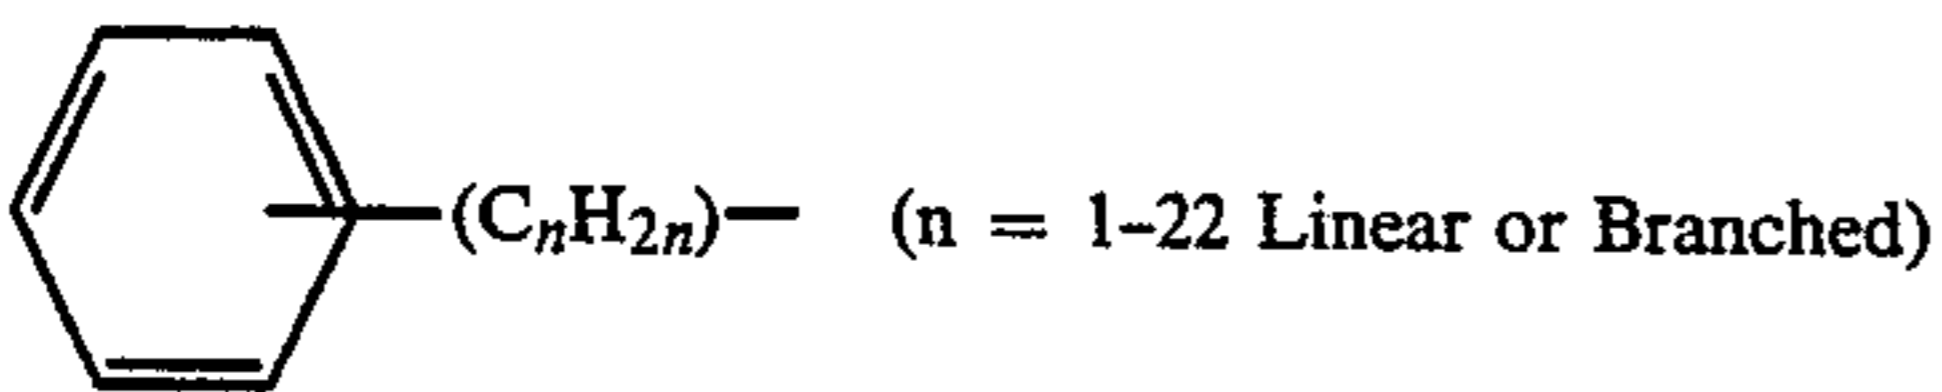 (CₙH₂ₙ) (n = 1–22 Linear or Branched)